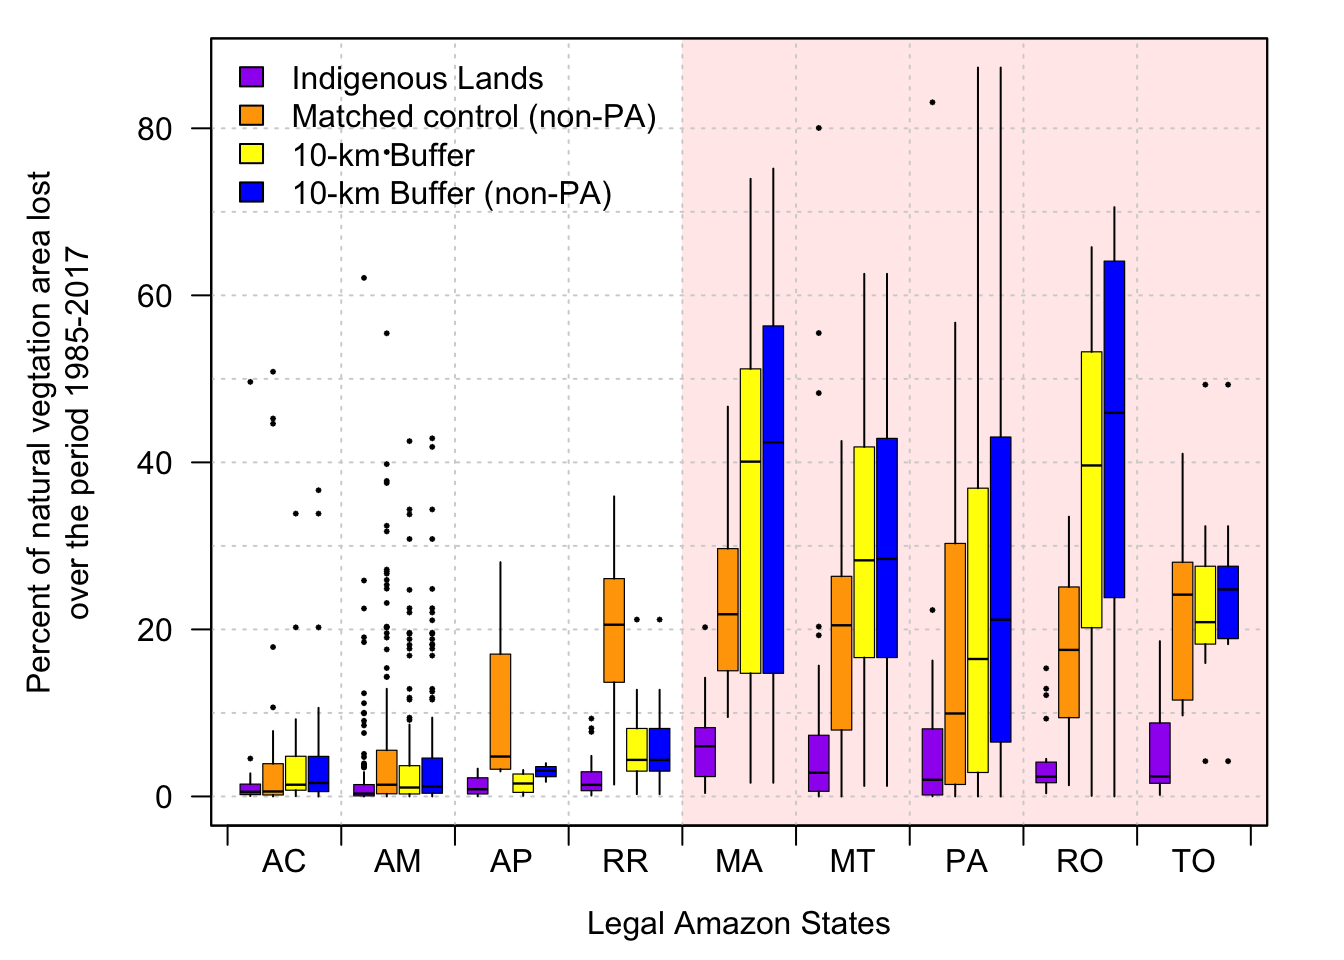 Indigenous Lands
Matched control (non-PA)
10-km Buffer
10-km Buffer (non-PA)
Percent of natural vegtation area lost
over the period 1985-2017
80
60
40
20
0
AC AM AP RR MA MT PA RO TO
Legal Amazon States